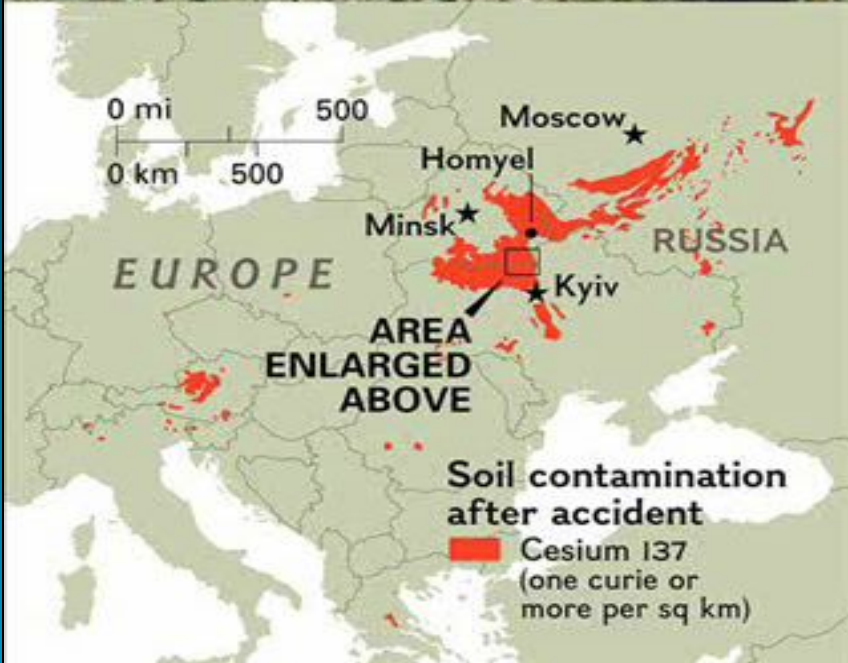 0 mi 500
0 km 500
Moscow
Homyel
Minsk
RUSSIA
EUROPE
Kyiv
AREA
ENLARGED
ABOVE
Soil contamination
after accident
Cesium 137
(one curie or
more per sq km)